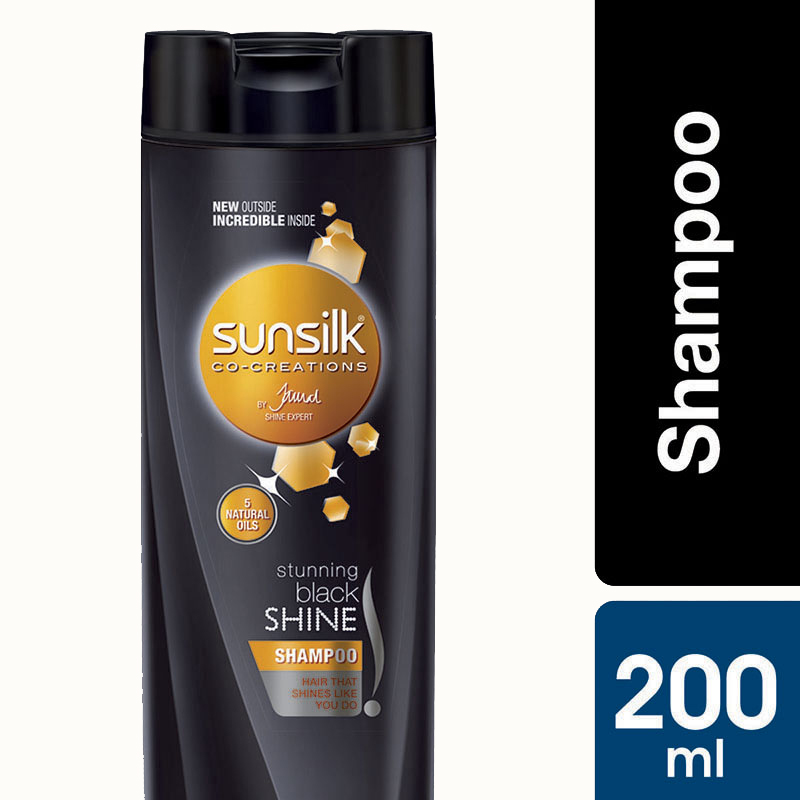 NEW OUTSIDE
INCREDIBLE INSIDE
sunsilk®
CO-CREATIONS
BY
SHINE EXPERT
5
NATURAL
OILS
stunning
black
SHINE
SHAMPOO
HAIR THAT
SHINES LIKE
YOU DO
Shampoo
200
ml